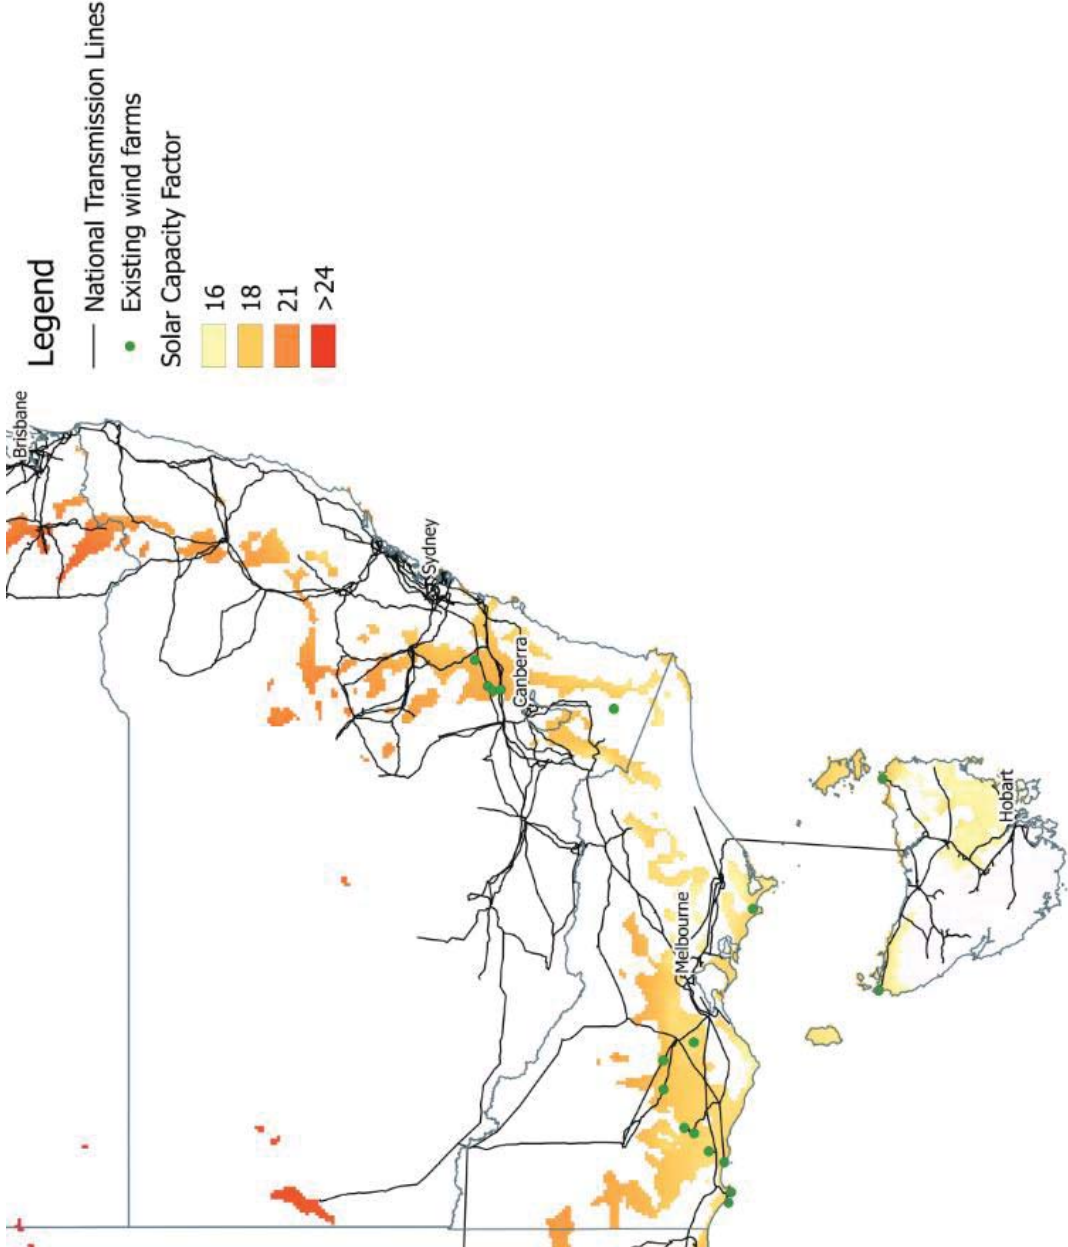 Legend
National Transmission Lines
Existing wind farms
Solar Capacity Factor
16
18
21
>24
Brisbane
Sydney
Canberra
Melbourne
Hobart